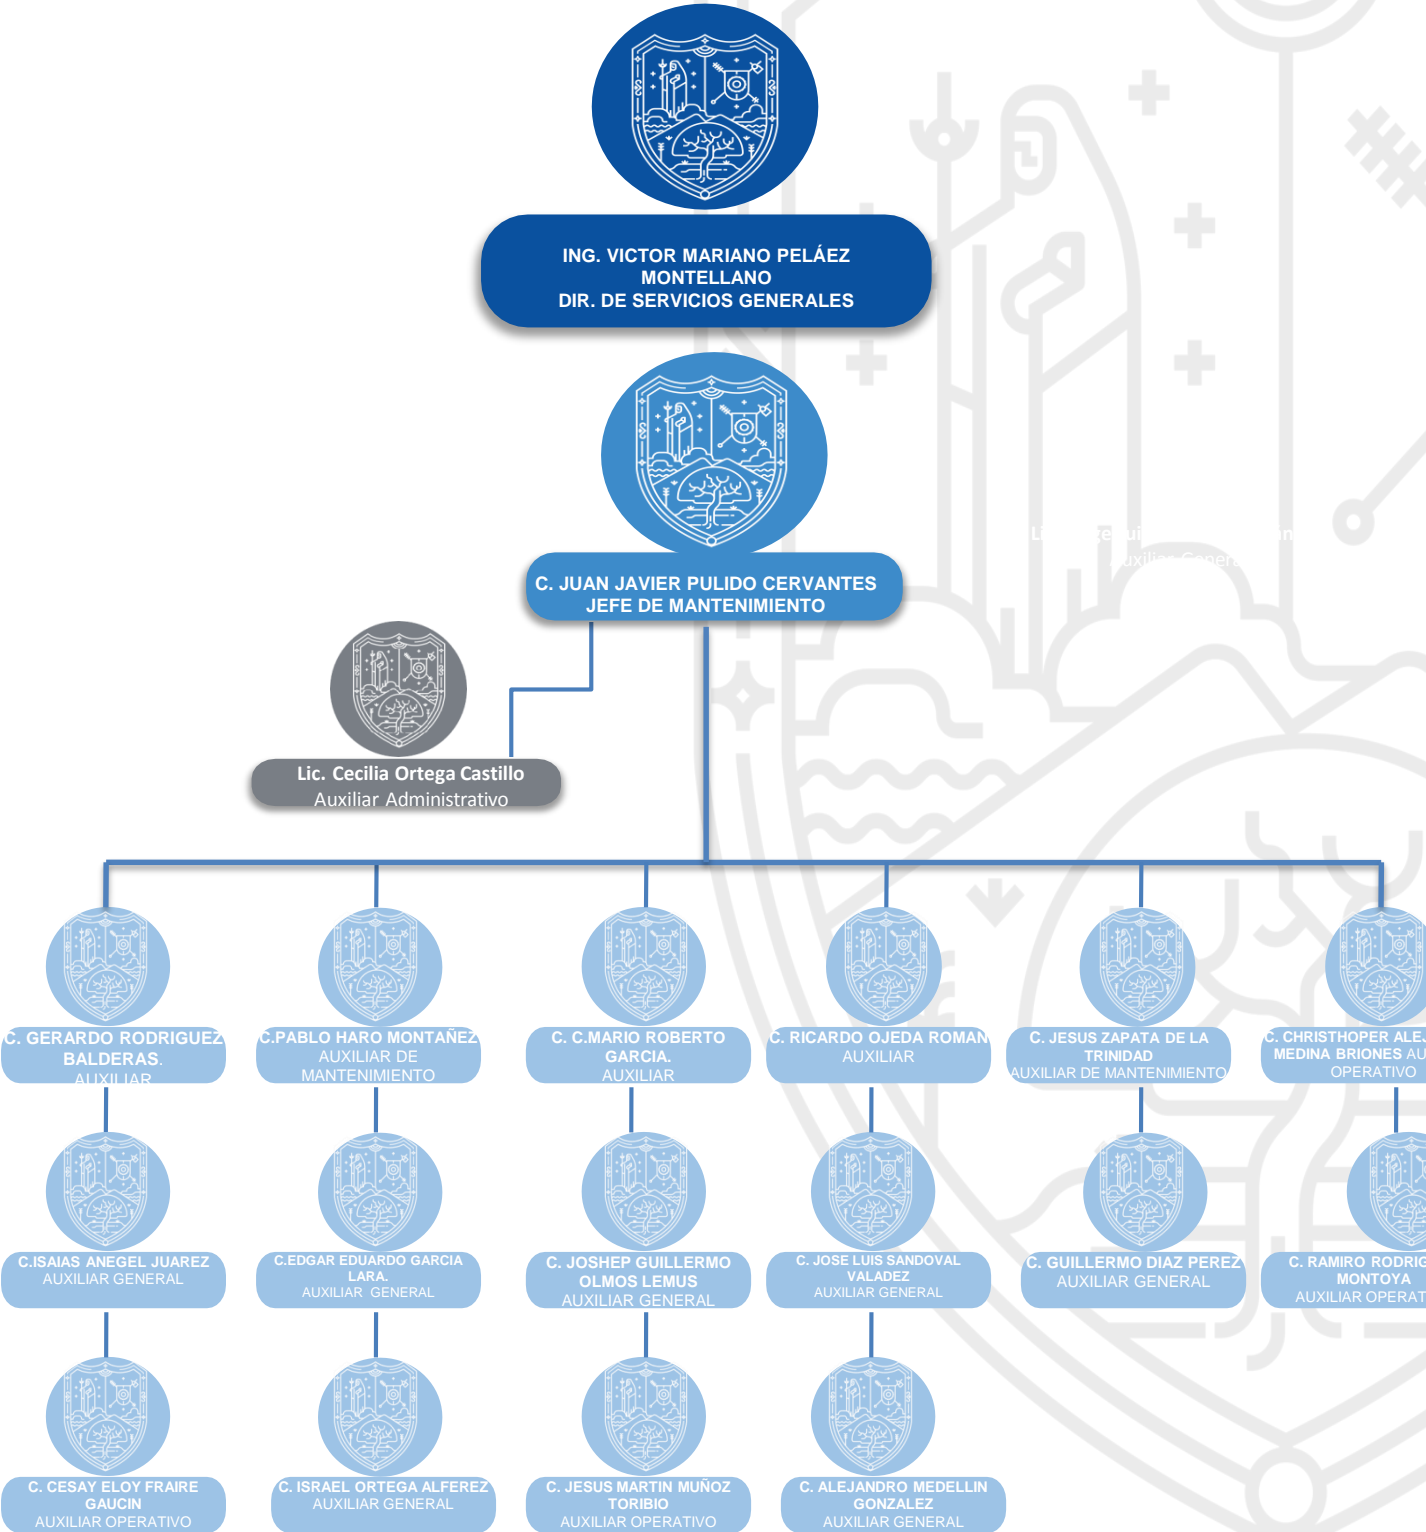 ING. VICTOR MARIANO PELÁEZ
MONTELLANO
DIR. DE SERVICIOS GENERALES
C. JUAN JAVIER PULIDO CERVANTES
JEFE DE MANTENIMIENTO
Lic. Cecilia Ortega Castillo
Auxiliar Administrativo
C. GERARDO RODRIGUEZ
BALDERAS.
AUXILIAR
C.PABLO HARO MONTAÑEZ
AUXILIAR DE
MANTENIMIENTO
C. C.MARIO ROBERTO
GARCIA.
AUXILIAR
C. RICARDO OJEDA ROMAN
AUXILIAR
C. JESUS ZAPATA DE LA
TRINIDAD
AUXILIAR DE MANTENIMIENTO
C. CHRISTHOPER
MEDINA BRIONES
OPERATIVO
C.ISAIAS ANEGEL JUAREZ
AUXILIAR GENERAL
C.EDGAR EDUARDO GARCIA
LARA.
AUXILIAR GENERAL
C. JOSHEP GUILLERMO
OLMOS LEMUS
AUXILIAR GENERAL
C. JOSE LUIS SANDOVAL
VALADEZ
AUXILIAR GENERAL
C. GUILLERMO DIAZ PEREZ
AUXILIAR GENERAL
C. RAMIRO
MONTOYA
AUXILIAR
C. CESAY ELOY FRAIRE
GAUCIN
AUXILIAR OPERATIVO
C. ISRAEL ORTEGA ALFEREZ
AUXILIAR GENERAL
C. JESUS MARTIN MUÑOZ
TORIBIO
AUXILIAR OPERATIVO
C. ALEJANDRO MEDELLIN
GONZALEZ
AUXILIAR GENERAL